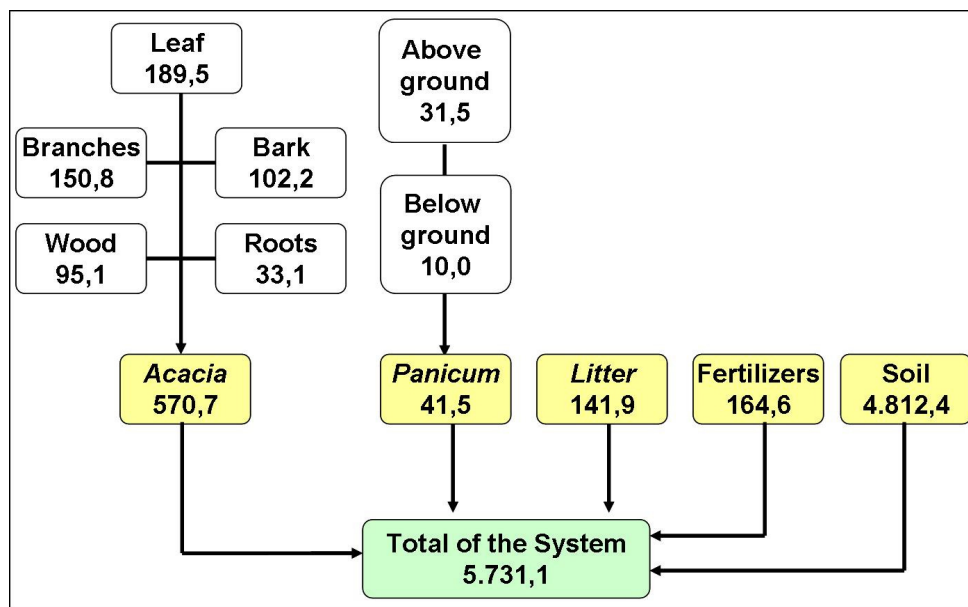 Leaf
189,5
Above
ground
31,5
Branches
150,8
Bark
102,2
Below
ground
10,0
Wood
95,1
Roots
33,1
Acacia
570,7
Panicum
41,5
Litter
141,9
Fertilizers
164,6
Soil
4.812,4
Total of the System
5.731,1